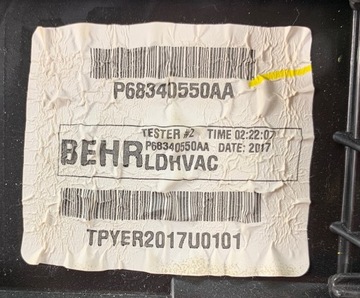 P68340550AA
TESTER #2 TIME 02:22:07
BEHR P68340550AA DATE: 2017
LDHVAC
TPYER2017U0101